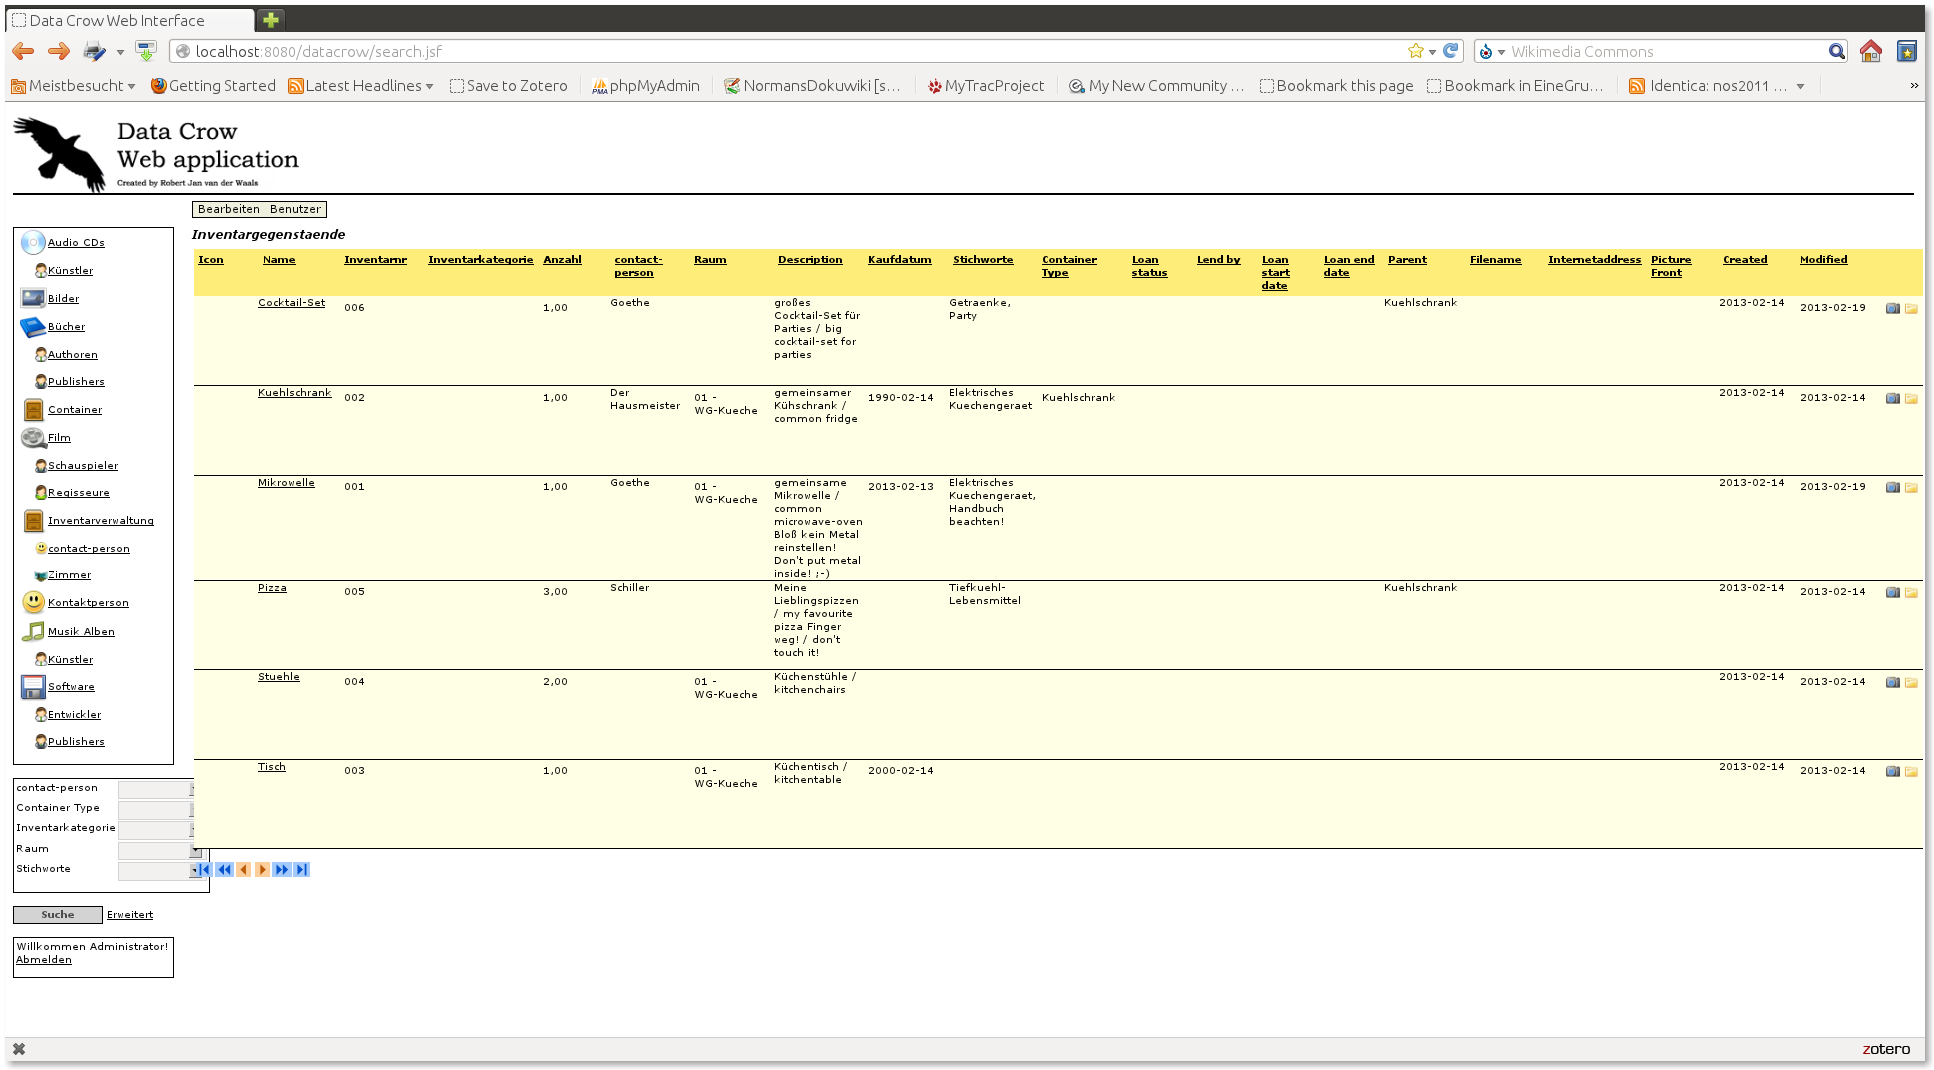 Data Crow Web Interface
localhost:8080/datacrow/search.jsf
Wikimedia Commons
Meistbesucht Getting Started Latest Headlines Save to Zotero phpMyAdmin NormansDokuwiki [s... MyTracProject My New Community ... Bookmark this page Bookmark in EineGru... Identica: nos2011 ... »
Data Crow
Web application
Created by Robert Jan van der Waals
Bearbeiten Benutzer
Audio CDs
Künstler
Bilder
Bücher
Authoren
Publishers
Container
Film
Schauspieler
Regisseure
Inventarverwaltung
contact-person
Zimmer
Kontaktperson
Musik Alben
Künstler
Software
Entwickler
Publishers
contact-person
Container Type
Inventarkategorie
Raum
Stichworte
Suche Erweitert
Willkommen Administrator!
Abmelden
Inventargegenstaende
Icon Name Inventarnr Inventarkategorie Anzahl contact-person Raum Description Kaufdatum Stichworte Container Type Loan status Lend by Loan start date Loan end date Parent Filename Internetaddress Picture Front Created Modified
Cocktail-Set 006 1,00 Goethe großes Cocktail-Set für Parties / big cocktail-set for parties Getraenke, Party Kuehlschrank 2013-02-14 2013-02-19
Kuehlschrank 002 1,00 Der Hausmeister 01 - WG-Kueche gemeinsamer Kühschrank / common fridge 1990-02-14 Elektrisches Kuechengeraet Kuehlschrank 2013-02-14 2013-02-14
Mikrowelle 001 1,00 Goethe 01 - WG-Kueche gemeinsame Mikrowelle / common microwave-oven Bloß kein Metal reinstellen! Don't put metal inside! ;-) 2013-02-13 Elektrisches Kuechengeraet, Handbuch beachten! 2013-02-14 2013-02-19
Pizza 005 3,00 Schiller Meine Lieblingspizzen / my favourite pizza Finger weg! / don't touch it! Tiefkuehl-Lebensmittel Kuehlschrank 2013-02-14 2013-02-14
Stuehle 004 2,00 01 - WG-Kueche Küchenstühle / kitchenchairs 2013-02-14 2013-02-14
Tisch 003 1,00 01 - WG-Kueche Küchentisch / kitchentable 2000-02-14 2013-02-14 2013-02-14
zotero